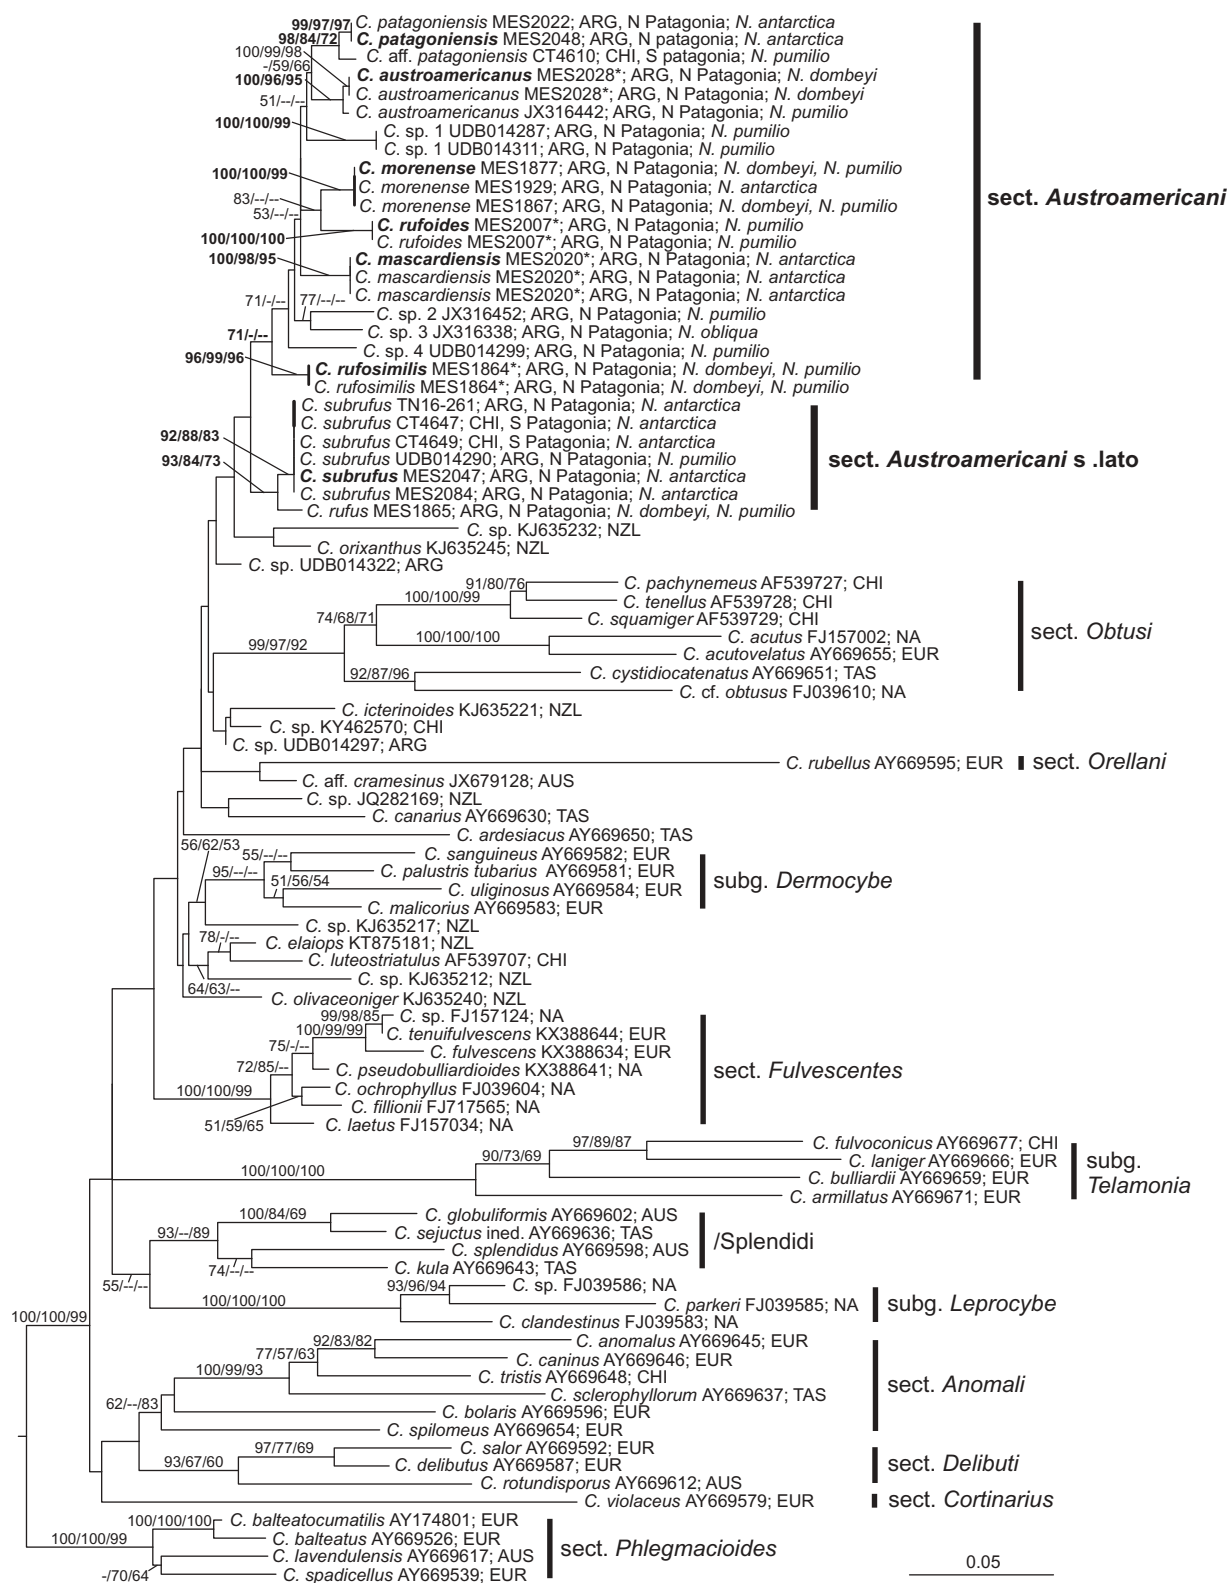 99/97/97 C. patagoniensis MES2022; ARG, N Patagonia; N. antarctica
98/84/72 C. patagoniensis MES2048; ARG, N patagonia; N. antarctica
100/99/98 C. aff. patagoniensis CT4610; CHI, S patagonia; N. pumilio
-/59/66
C. austroamericanus MES2028*; ARG, N Patagonia; N. dombeyi
100/96/95
C. austroamericanus MES2028*; ARG, N Patagonia; N. dombeyi
51/--/--
C. austroamericanus JX316442; ARG, N Patagonia; N. pumilio
100/100/99
C. sp. 1 UDB014287; ARG, N Patagonia; N. pumilio
C. sp. 1 UDB014311; ARG, N Patagonia; N. pumilio
100/100/99 C. morenense MES1877; ARG, N Patagonia; N. dombeyi, N. pumilio
C. morenense MES1929; ARG, N Patagonia; N. antarctica
sect. Austroamericani
83/--/--
C. morenense MES1867; ARG, N Patagonia; N. dombeyi, N. pumilio
53/--/--
C. rufoides MES2007*; ARG, N Patagonia; N. pumilio
100/100/100 C. rufoides MES2007*; ARG, N Patagonia; N. pumilio
100/98/95 C. mascardiensis MES2020*; ARG, N Patagonia; N. antarctica
C. mascardiensis MES2020*; ARG, N Patagonia; N. antarctica
C. mascardiensis MES2020*; ARG, N Patagonia; N. antarctica
71/-/-- 77/--/--
C. sp. 2 JX316452; ARG, N Patagonia; N. pumilio
C. sp. 3 JX316338; ARG, N Patagonia; N. obliqua
71/-/--
C. sp. 4 UDB014299; ARG, N Patagonia; N. pumilio
96/99/96
C. rufosimilis MES1864*; ARG, N Patagonia; N. dombeyi, N. pumilio
C. rufosimilis MES1864*; ARG, N Patagonia; N. dombeyi, N. pumilio
C. subrufus TN16-261; ARG, N Patagonia; N. antarctica
C. subrufus CT4647; CHI, S Patagonia; N. antarctica
92/88/83 C. subrufus CT4649; CHI, S Patagonia; N. antarctica
93/84/73 C. subrufus UDB014290; ARG, N Patagonia; N. pumilio
sect. Austroamericani s .lato
C. subrufus MES2047; ARG, N Patagonia; N. antarctica
C. subrufus MES2084; ARG, N Patagonia; N. antarctica
C. rufus MES1865; ARG, N Patagonia; N. dombeyi, N. pumilio
C. sp. KJ635232; NZL
C. orixanthus KJ635245; NZL
C. sp. UDB014322; ARG
91/80/76 C. pachynemeus AF539727; CHI
100/100/99 C. tenellus AF539728; CHI
74/68/71 C. squamiger AF539729; CHI
100/100/100 C. acutus FJ157002; NA
sect. Obtusi
99/97/92 C. acutovelatus AY669655; EUR
92/87/96 C. cystidiocatenatus AY669651; TAS
C. cf. obtusus FJ039610; NA
C. icterinoides KJ635221; NZL
C. sp. KY462570; CHI
C. sp. UDB014297; ARG
C. rubellus AY669595; EUR sect. Orellani
C. aff. cramesinus JX679128; AUS
C. sp. JQ282169; NZL
C. canarius AY669630; TAS
C. ardesiacus AY669650; TAS
56/62/53
55/--/-- C. sanguineus AY669582; EUR
95/--/-- C. palustris tubarius AY669581; EUR
subg. Dermocybe
51/56/54 C. uliginosus AY669584; EUR
C. malicorius AY669583; EUR
C. sp. KJ635217; NZL
78/-/-- C. elaiops KT875181; NZL
C. luteostriatulus AF539707; CHI
C. sp. KJ635212; NZL
64/63/--
C. olivaceoniger KJ635240; NZL
99/98/85 C. sp. FJ157124; NA
100/99/99 C. tenuifulvescens KX388644; EUR
75/-/-- C. fulvescens KX388634; EUR
72/85/-- C. pseudobulliardioides KX388641; NA
sect. Fulvescentes
100/100/99 C. ochrophyllus FJ039604; NA
C. fillionii FJ717565; NA
51/59/65 C. laetus FJ157034; NA
97/89/87 C. fulvoconicus AY669677; CHI
90/73/69 C. laniger AY669666; EUR
subg.
100/100/100 C. bulliardii AY669659; EUR
Telamonia
C. armillatus AY669671; EUR
100/84/69 C. globuliformis AY669602; AUS
93/--/89 C. sejuctus ined. AY669636; TAS
/Splendidi
C. splendidus AY669598; AUS
74/--/-- C. kula AY669643; TAS
55/--/-- 93/96/94 C. sp. FJ039586; NA
100/100/100 C. parkeri FJ039585; NA
subg. Leprocybe
100/100/99 C. clandestinus FJ039583; NA
92/83/82 C. anomalus AY669645; EUR
77/57/63 C. caninus AY669646; EUR
100/99/93 C. tristis AY669648; CHI
sect. Anomali
C. sclerophyllorum AY669637; TAS
62/--/83 C. bolaris AY669596; EUR
C. spilomeus AY669654; EUR
97/77/69 C. salor AY669592; EUR
93/67/60 C. delibutus AY669587; EUR
sect. Delibuti
C. rotundisporus AY669612; AUS
C. violaceus AY669579; EUR sect. Cortinarius
100/100/100 C. balteatocumatilis AY174801; EUR
100/100/99 C. balteatus AY669526; EUR
sect. Phlegmacioides
C. lavendulensis AY669617; AUS
-/70/64 C. spadicellus AY669539; EUR
0.05